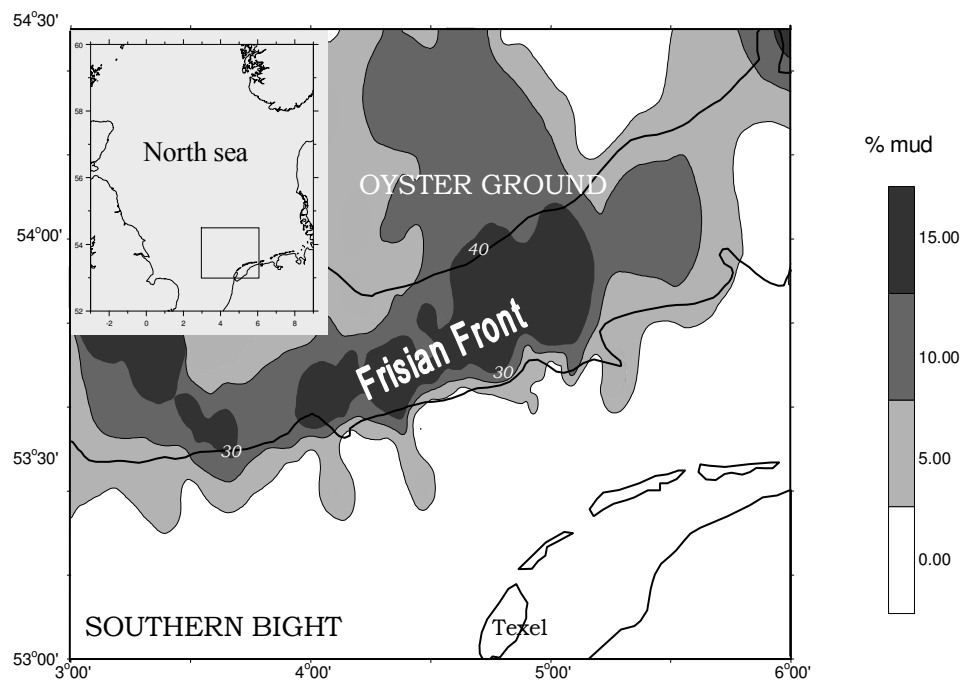 54°30'
60
58
56
54
52
-2 0 2 4 6 8
North sea
OYSTER GROUND
54°00'
40
Frisian Front
30
30
53°30'
SOUTHERN BIGHT
Texel
53°00'
3°00' 4°00' 5°00' 6°00'
% mud
15.00
10.00
5.00
0.00